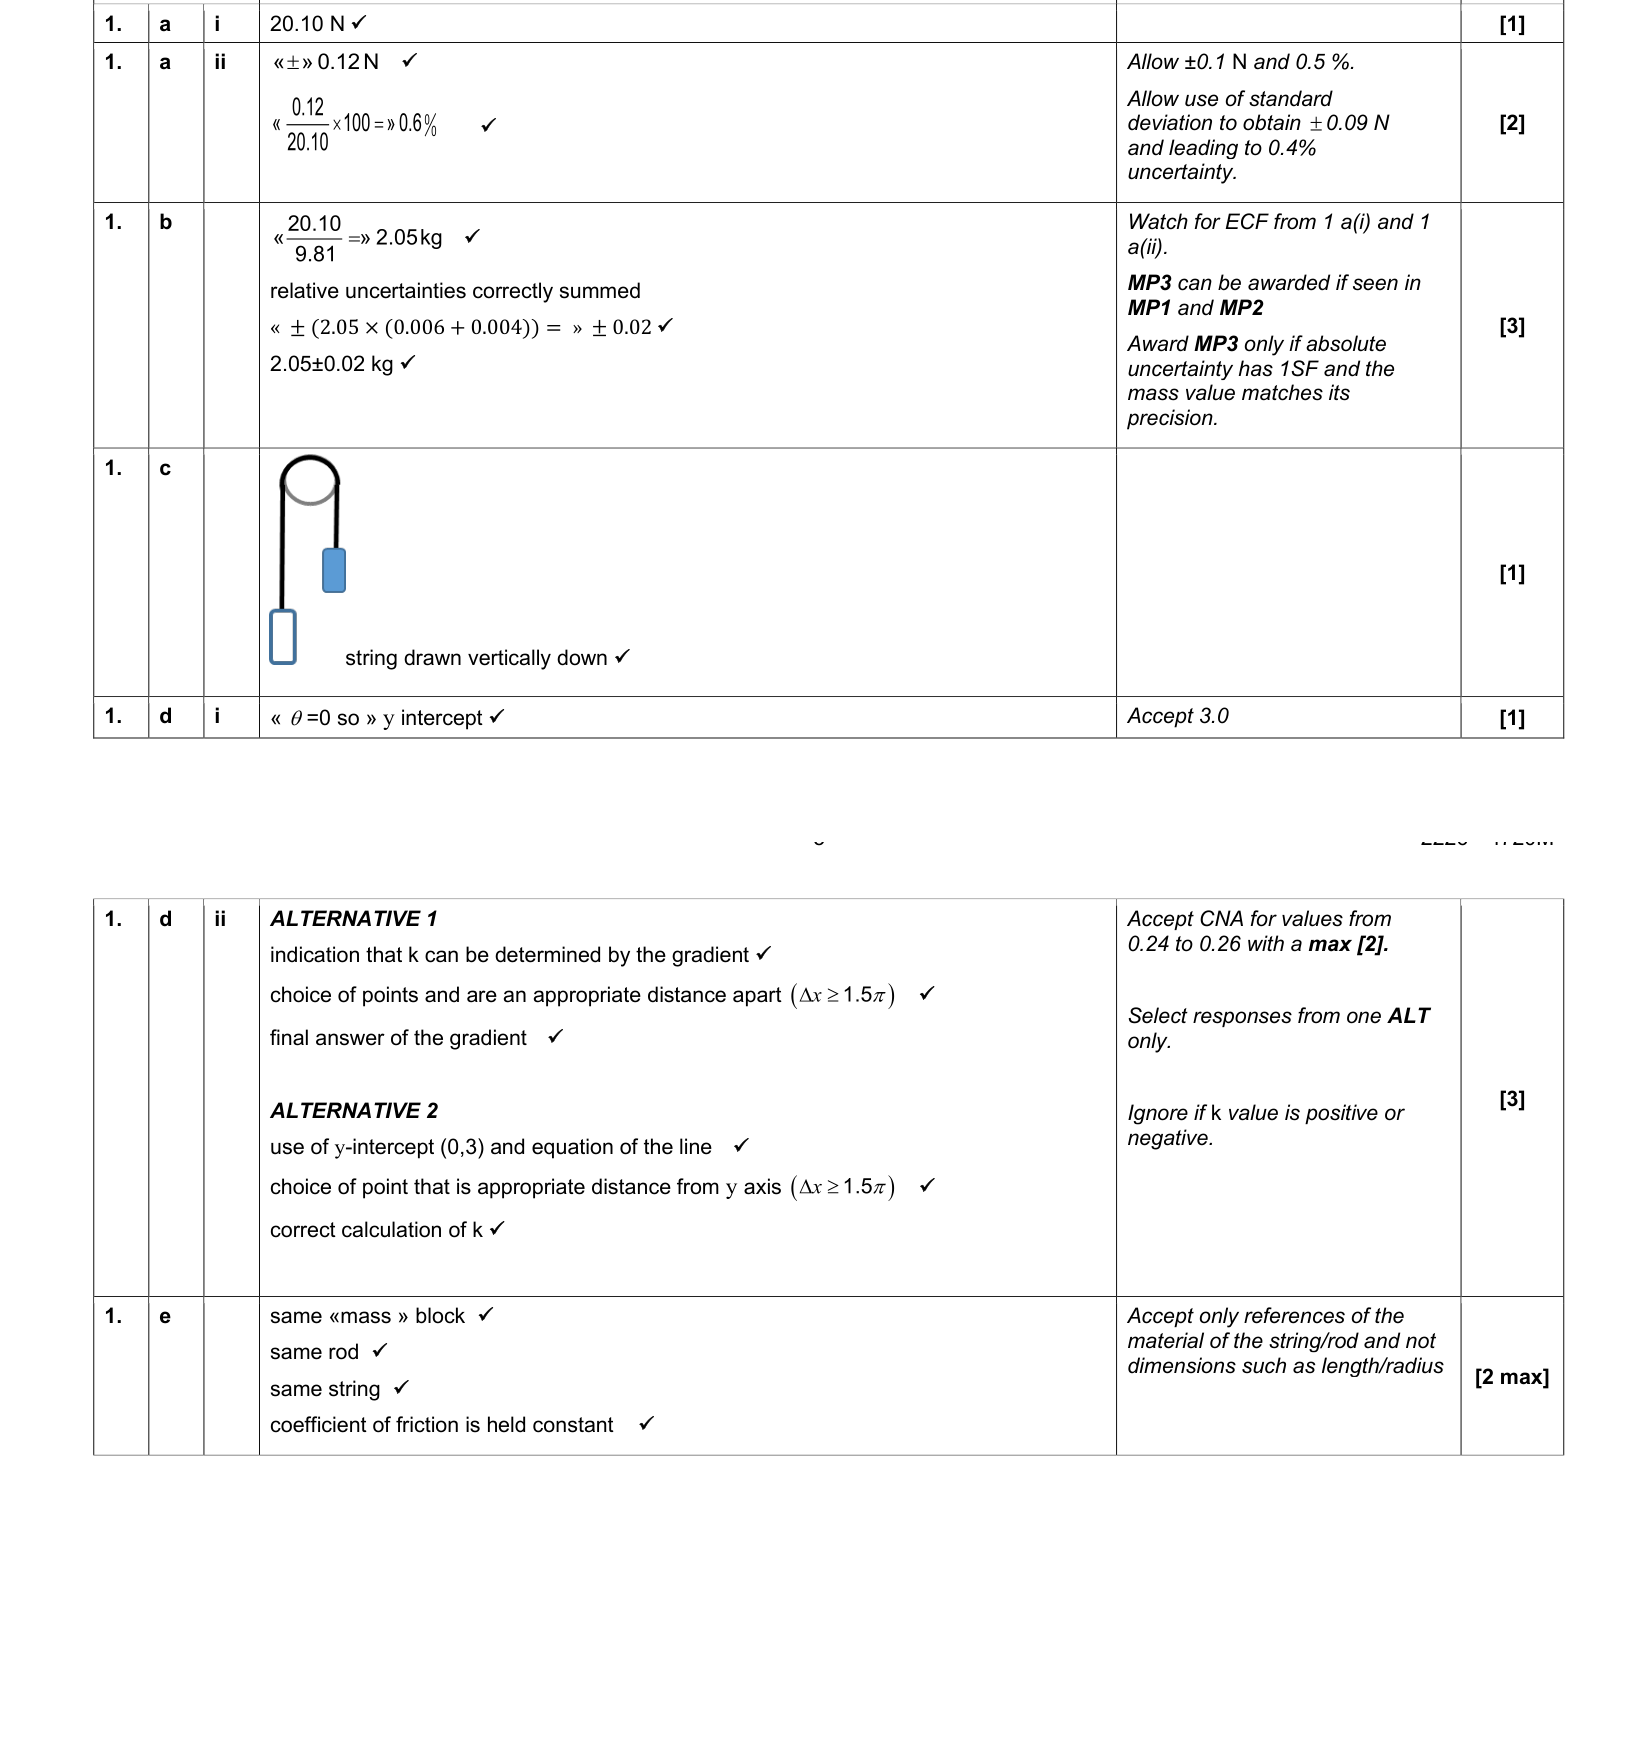 1. a i 20.10 N ✓ [1]
1. a ii «±» 0.12 N ✓
« 0.12/20.10 ×100 =» 0.6% ✓
Allow ±0.1 N and 0.5 %.
Allow use of standard
deviation to obtain ± 0.09 N
and leading to 0.4%
uncertainty.
[2]
1. b « 20.10/9.81 =» 2.05 kg ✓
relative uncertainties correctly summed
« ± (2.05 × (0.006 + 0.004)) = » ± 0.02 ✓
2.05±0.02 kg ✓
Watch for ECF from 1 a(i) and 1
a(ii).
MP3 can be awarded if seen in
MP1 and MP2
Award MP3 only if absolute
uncertainty has 1SF and the
mass value matches its
precision.
[3]
1. c
string drawn vertically down ✓
[1]
1. d i « θ =0 so » y intercept ✓ Accept 3.0 [1]
1. d ii ALTERNATIVE 1
indication that k can be determined by the gradient ✓
choice of points and are an appropriate distance apart (Δx ≥ 1.5π) ✓
final answer of the gradient ✓
ALTERNATIVE 2
use of y-intercept (0,3) and equation of the line ✓
choice of point that is appropriate distance from y axis (Δx ≥ 1.5π) ✓
correct calculation of k ✓
Accept CNA for values from
0.24 to 0.26 with a max [2].
Select responses from one ALT
only.
Ignore if k value is positive or
negative.
[3]
1. e same «mass » block ✓
same rod ✓
same string ✓
coefficient of friction is held constant ✓
Accept only references of the
material of the string/rod and not
dimensions such as length/radius
[2 max]